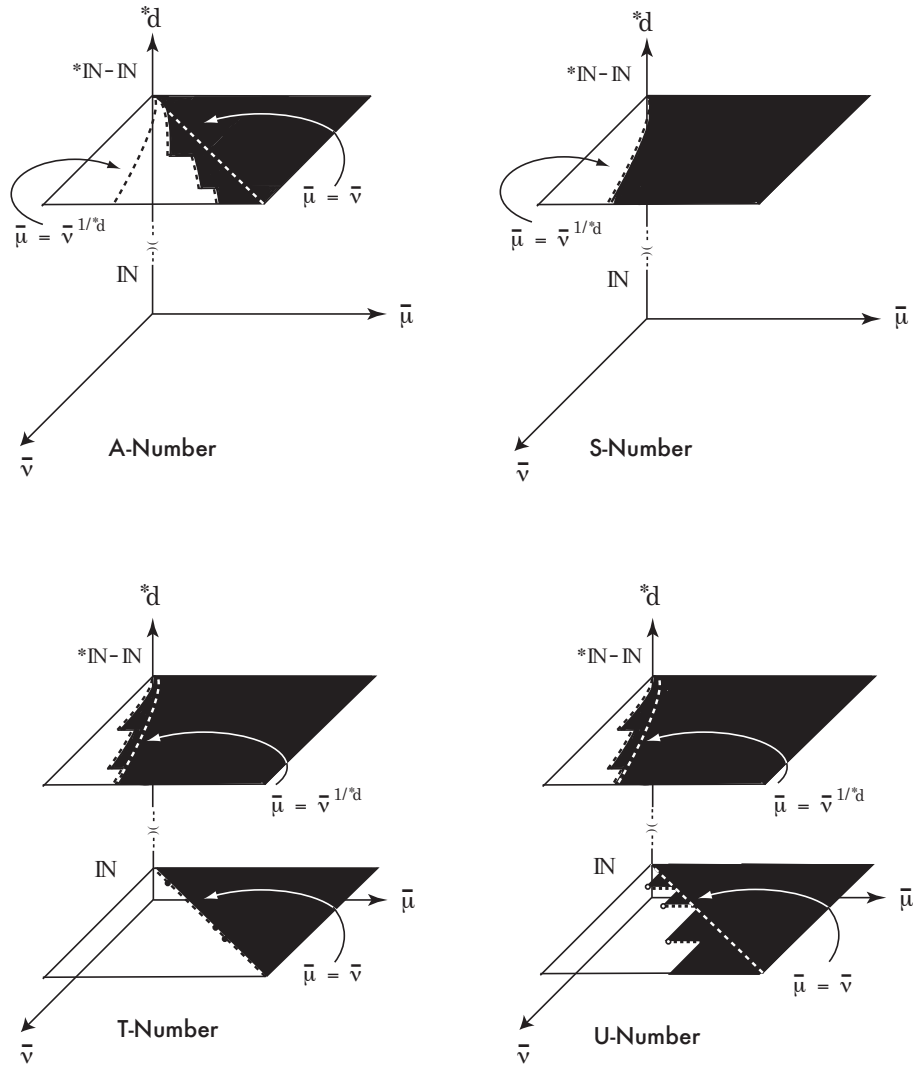 *d
*IN – IN
μ̄ = ν̄
μ̄ = ν̄ 1/*d
IN
μ̄
ν̄
A-Number
*d
*IN – IN
μ̄ = ν̄ 1/*d
IN
μ̄
ν̄
S-Number
*d
*IN – IN
μ̄ = ν̄ 1/*d
IN
μ̄
μ̄ = ν̄
ν̄
T-Number
*d
*IN – IN
μ̄ = ν̄ 1/*d
IN
μ̄
μ̄ = ν̄
ν̄
U-Number